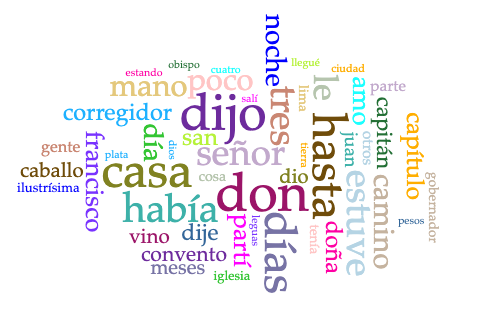 llegué
noche
ciudad
obispo
cuatro
estando
mano
poco
salí
lima
le
amo
parte
corregidor
dijo
tres
hasta
capitán
capítulo
día
san
juan
otros
gente
francisco
plata
dios
señor
tierra
caballo
casa
cosa
don
dio
estuve
camino
gobernador
ilustrísima
había
partí
leguas
días
tenía
doña
pesos
vino
dije
convento
meses
iglesia